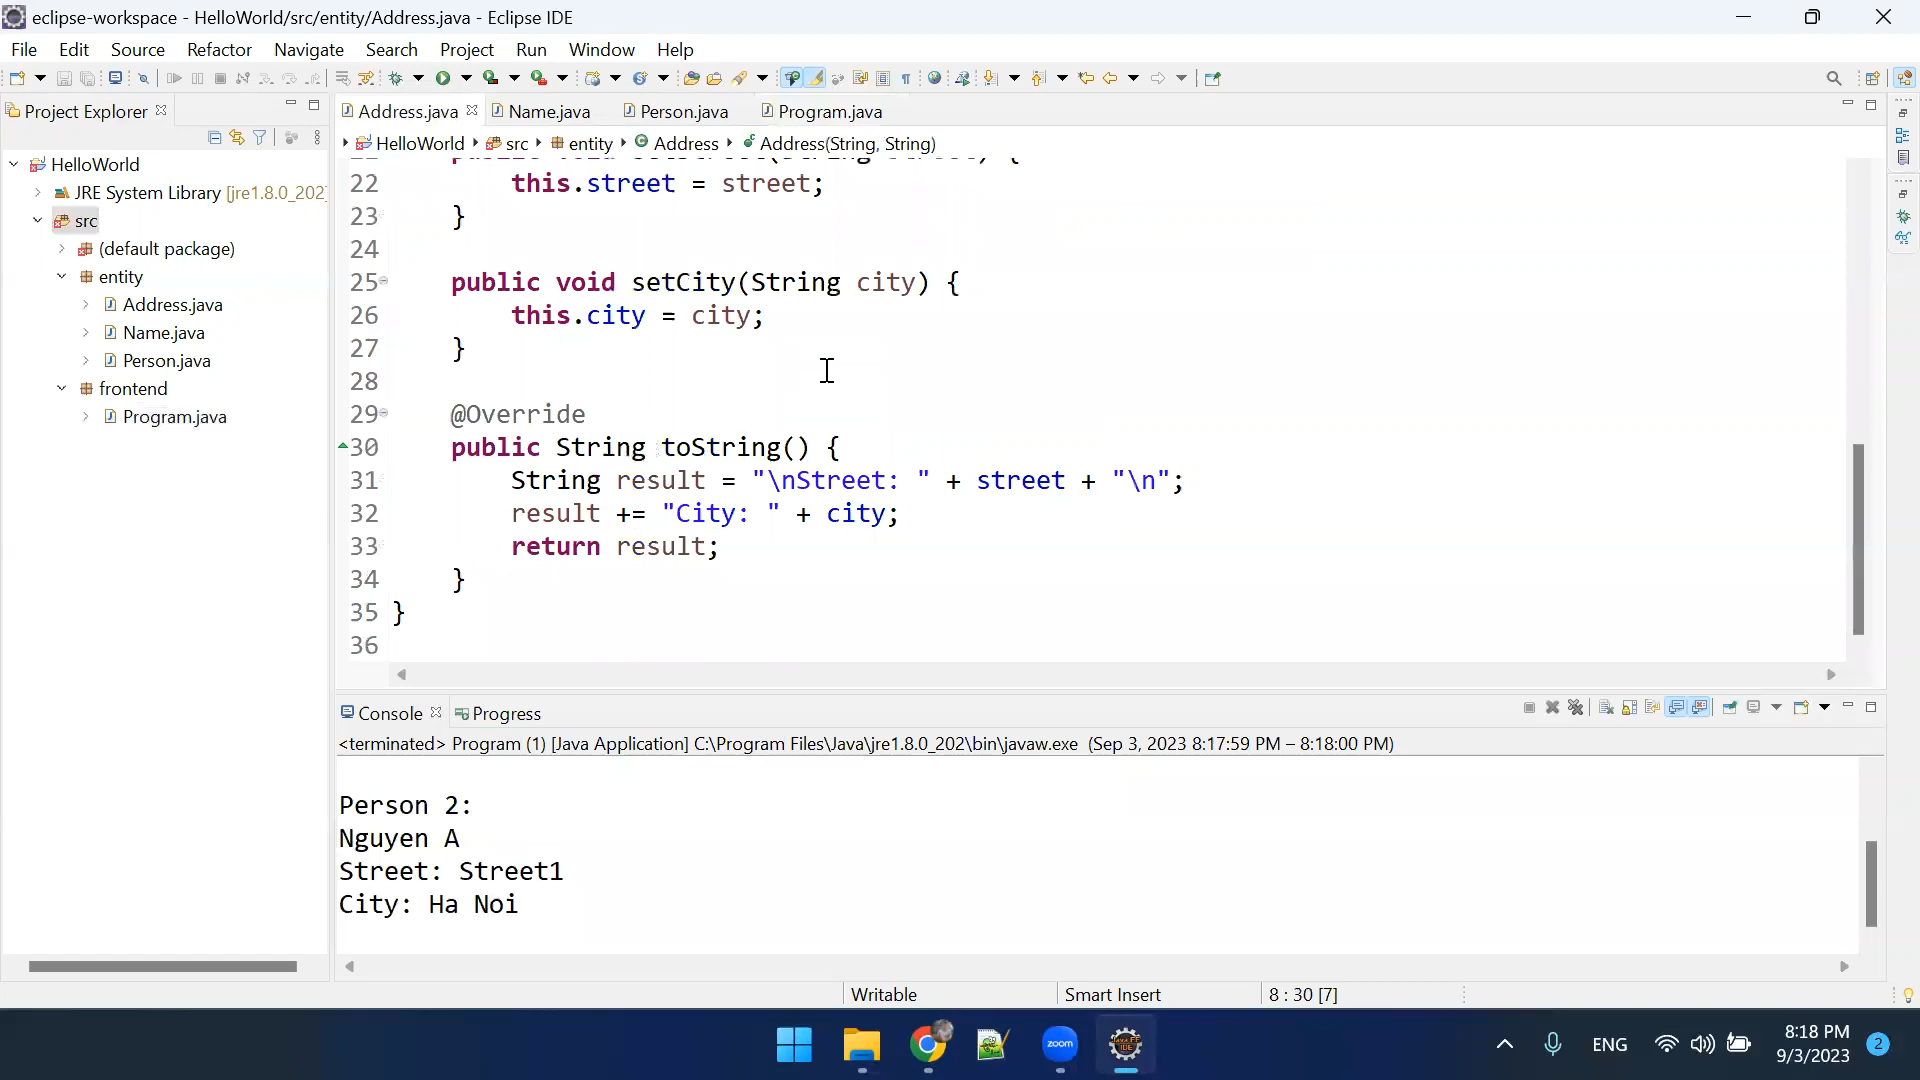 eclipse-workspace - HelloWorld/src/entity/Address.java - Eclipse IDE
File Edit Source Refactor Navigate Search Project Run Window Help
Project Explorer
Address.java Name.java Person.java Program.java
HelloWorld src entity Address Address(String, String)
HelloWorld
JRE System Library [jre1.8.0_202]
src
(default package)
entity
Address.java
Name.java
Person.java
frontend
Program.java
22 this.street = street;
23 }
24
25 public void setCity(String city) {
26 this.city = city;
27 }
28
29 @Override
30 public String toString() {
31 String result = "\nStreet: " + street + "\n";
32 result += "City: " + city;
33 return result;
34 }
35 }
36
Console Progress
<terminated> Program (1) [Java Application] C:\Program Files\Java\jre1.8.0_202\bin\javaw.exe (Sep 3, 2023 8:17:59 PM – 8:18:00 PM)
Person 2:
Nguyen A
Street: Street1
City: Ha Noi
Writable Smart Insert 8 : 30 [7]
zoom
ENG
8:18 PM
9/3/2023
2